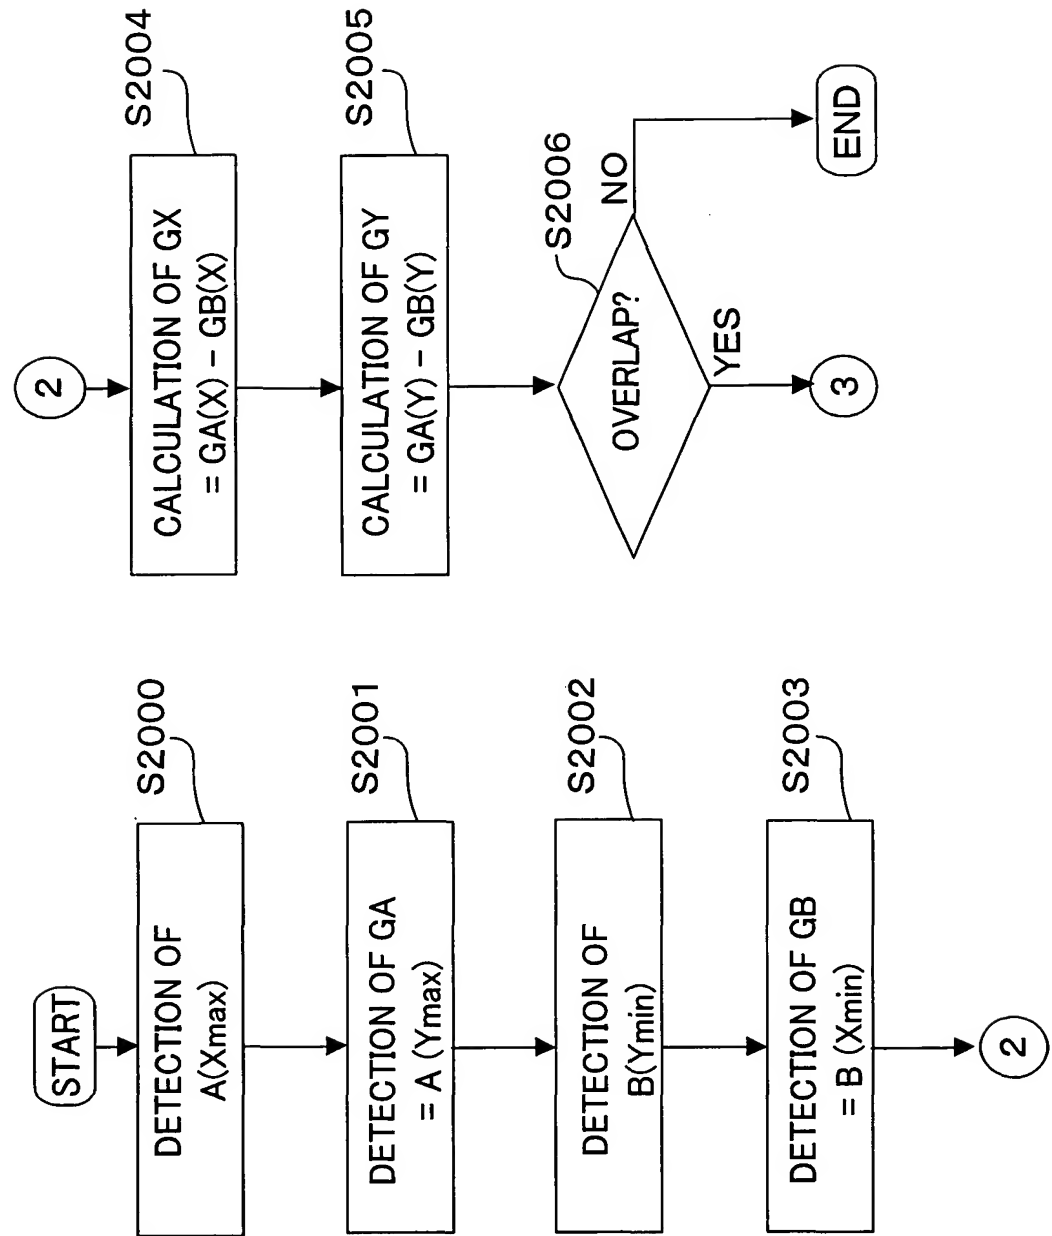 START
DETECTION OF
A(Xmax)
S2000
DETECTION OF GA
= A (Ymax)
S2001
DETECTION OF
B(Ymin)
S2002
DETECTION OF GB
= B (Xmin)
S2003
2
2
CALCULATION OF GX
= GA(X) - GB(X)
S2004
CALCULATION OF GY
= GA(Y) - GB(Y)
S2005
OVERLAP?
S2006
NO
END
YES
3